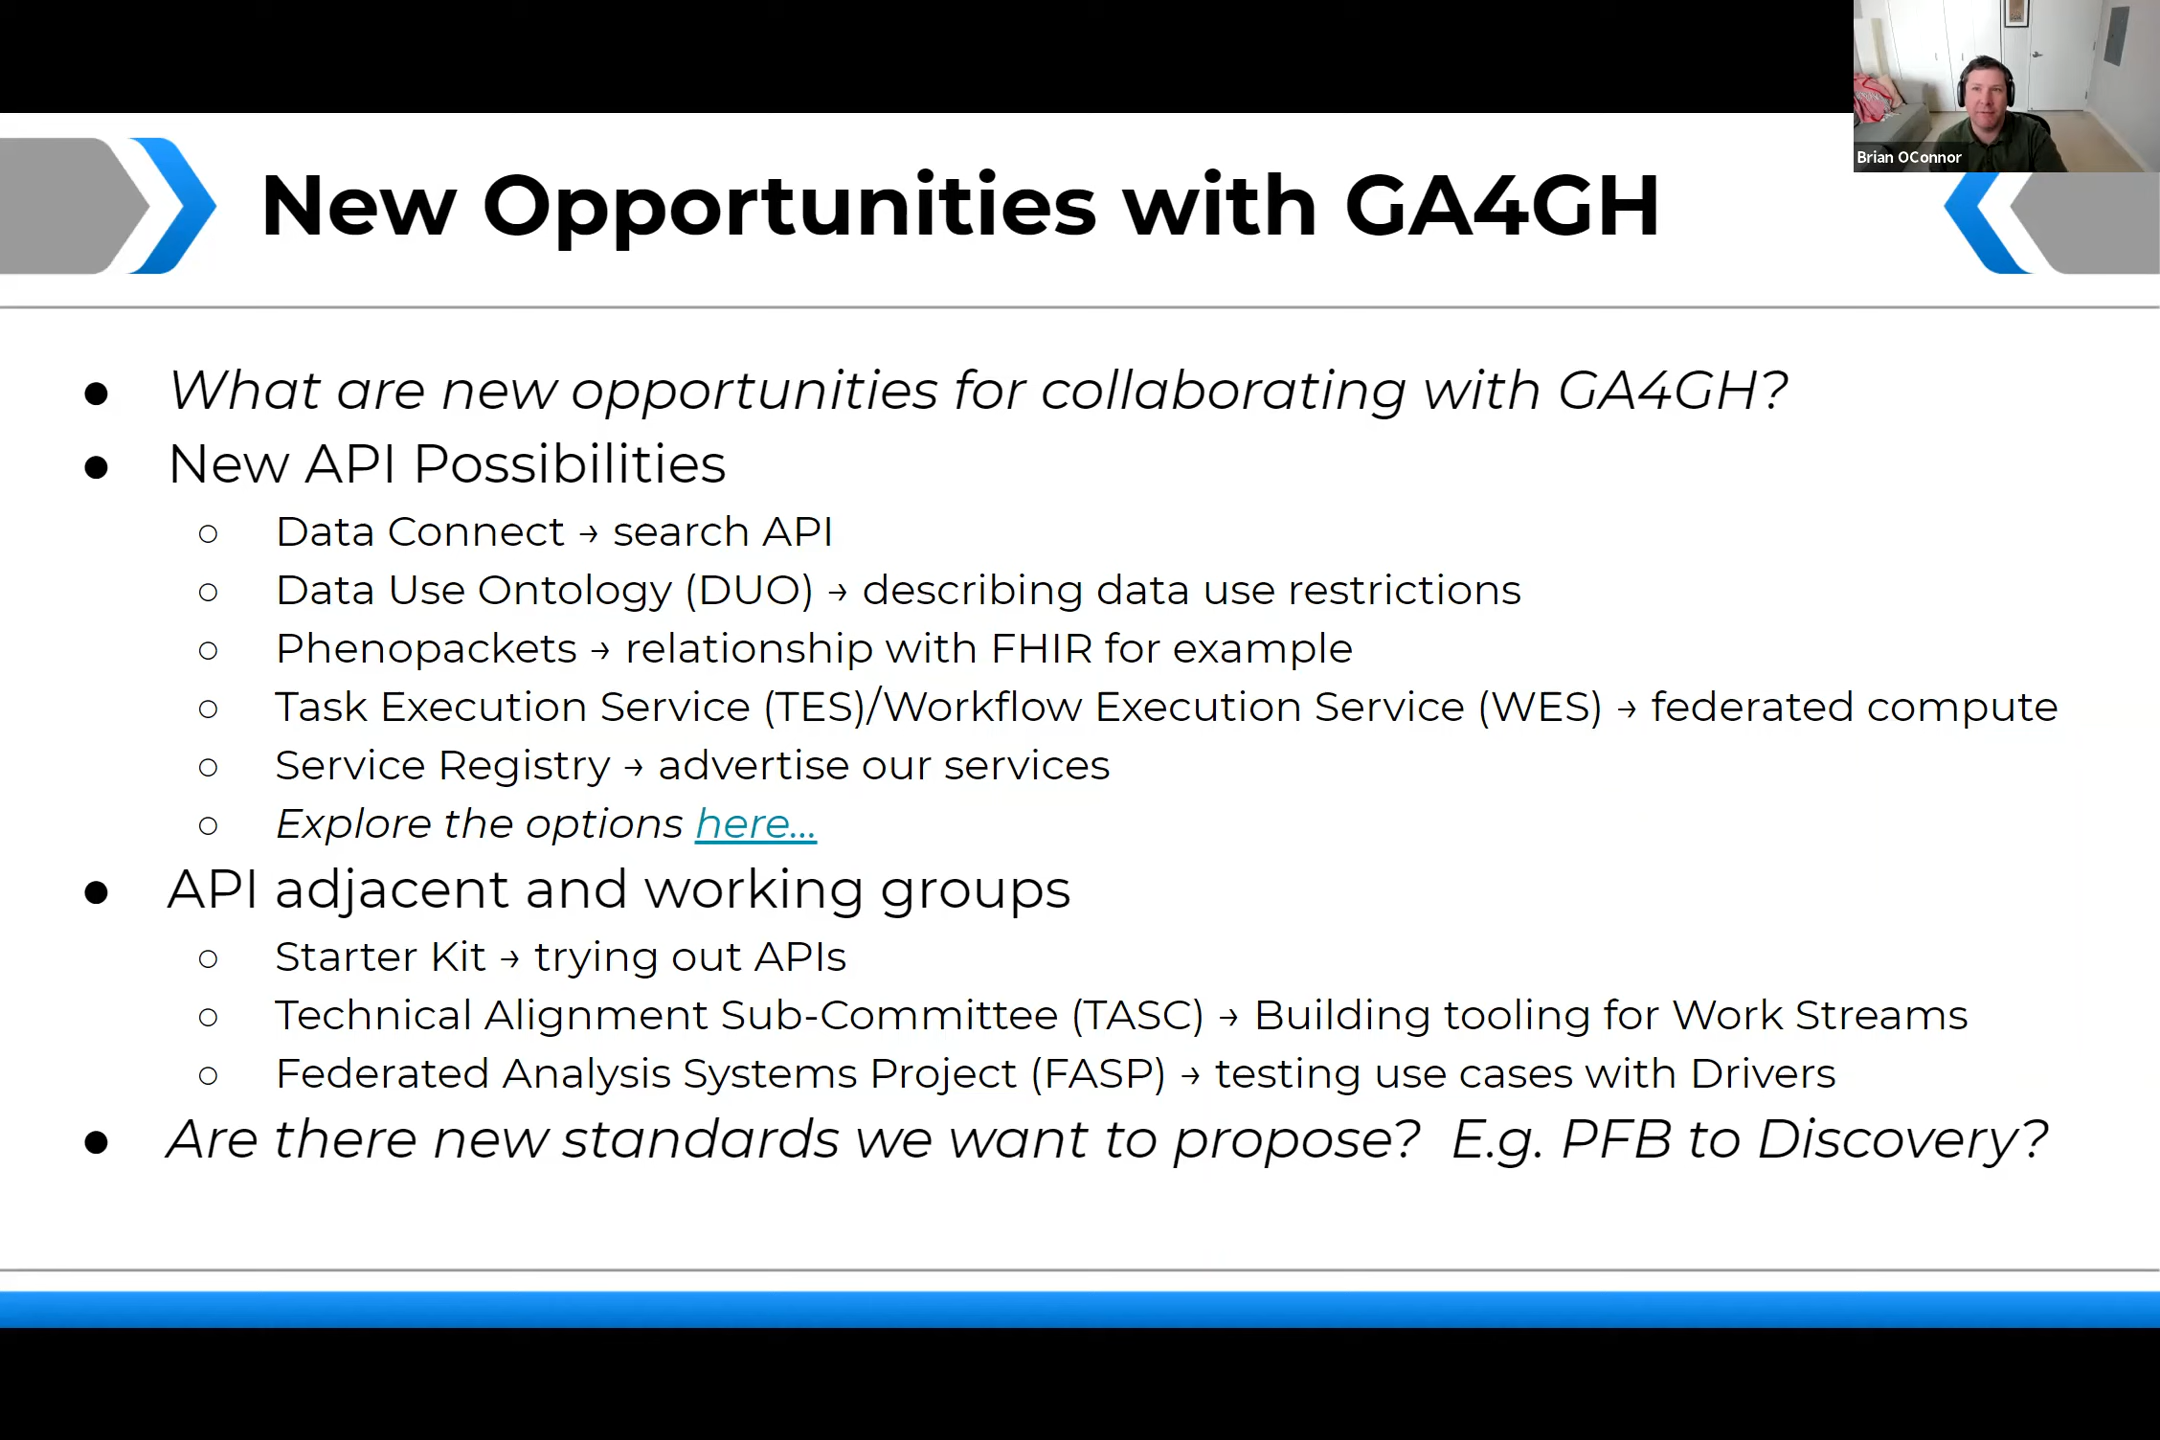 Brian OConnor
New Opportunities with GA4GH
● What are new opportunities for collaborating with GA4GH?
● New API Possibilities
○ Data Connect → search API
○ Data Use Ontology (DUO) → describing data use restrictions
○ Phenopackets → relationship with FHIR for example
○ Task Execution Service (TES)/Workflow Execution Service (WES) → federated compute
○ Service Registry → advertise our services
○ Explore the options here...
● API adjacent and working groups
○ Starter Kit → trying out APIs
○ Technical Alignment Sub-Committee (TASC) → Building tooling for Work Streams
○ Federated Analysis Systems Project (FASP) → testing use cases with Drivers
● Are there new standards we want to propose? E.g. PFB to Discovery?